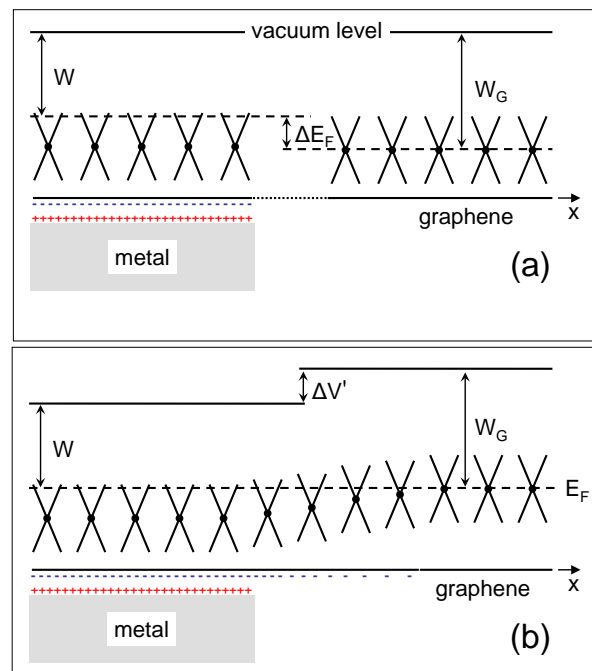 vacuum level
W
W_G
ΔE_F
- - - - - - - - - - - - - - - - - - - - - - - - -
graphene
x
++++++++++++++++++++++++++
metal
(a)
ΔV'
W_G
W
E_F
- - - - - - - - - - - - - - - - - - - - - - - - - - - - - - -
x
graphene
++++++++++++++++++++++++++
metal
(b)